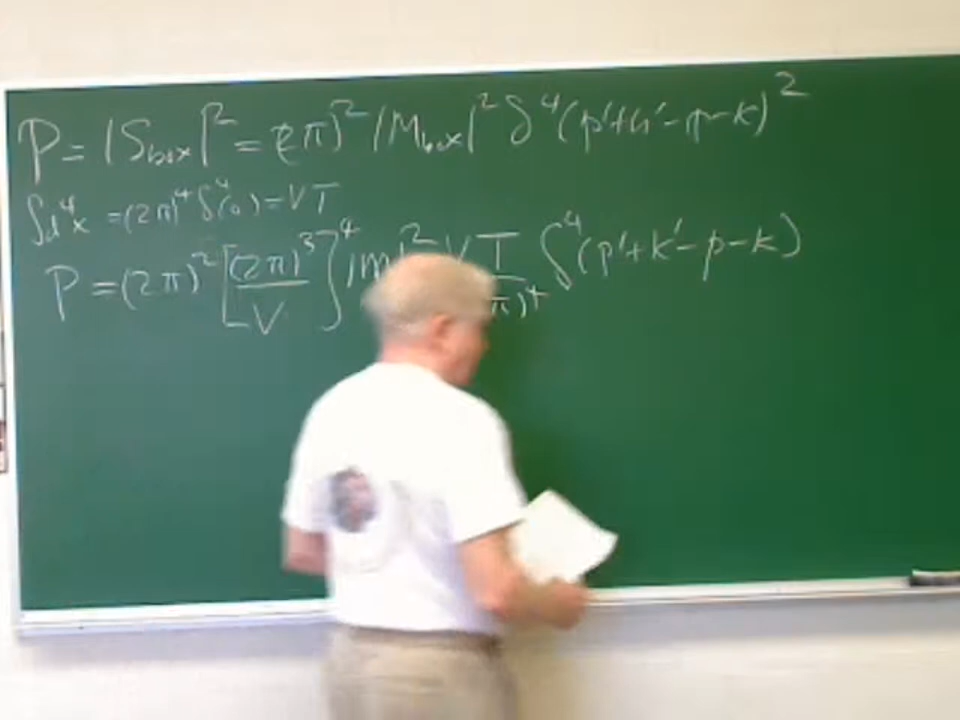 P = |S_box|² = (2π)² |M_box|² δ⁴(p'+k'-p-k)²
∫d⁴x = (2π)⁴ δ⁴(0) = VT
P = (2π)² [(2π)³/V]⁴ |m|² V T/(π)⁴ δ⁴(p'+k'-p-k)